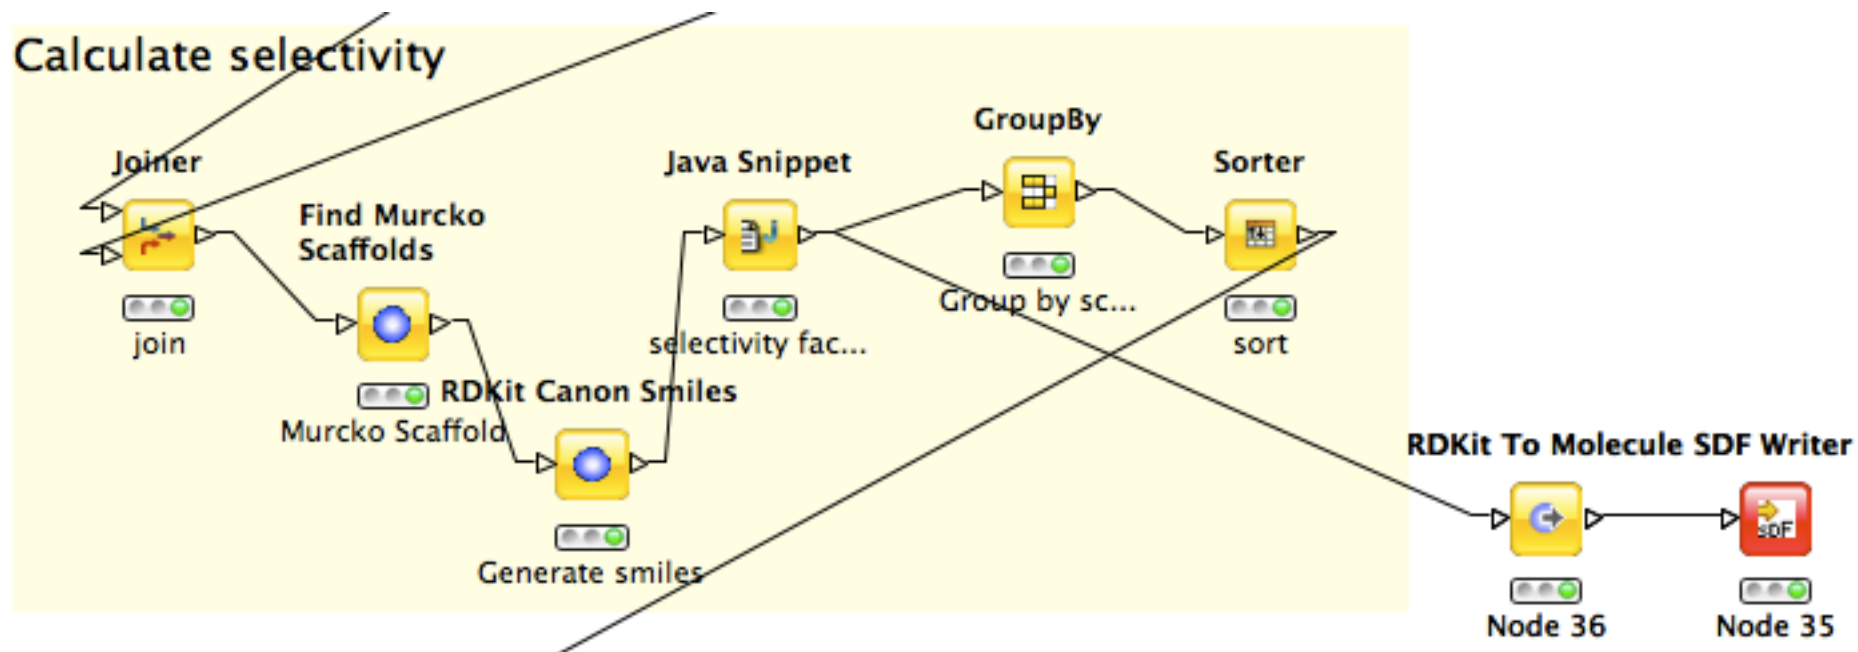 Calculate selectivity
Joiner
join
Find Murcko
Scaffolds
Murcko Scaffold
RDKit Canon Smiles
Generate smiles
Java Snippet
selectivity fac...
GroupBy
Group by sc...
Sorter
sort
RDKit To Molecule
Node 36
SDF Writer
SDF
Node 35